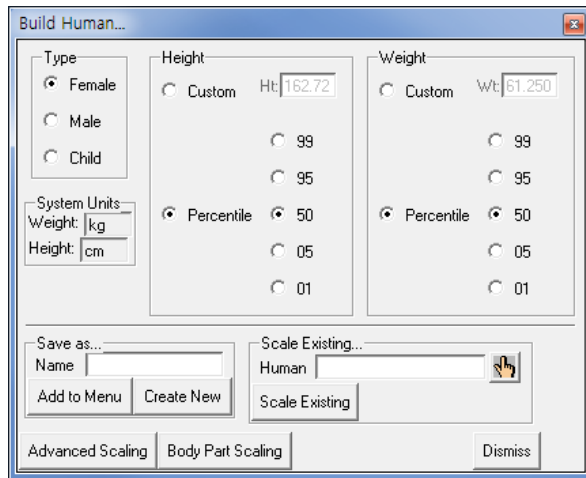 Build Human...
Type
Female
Male
Child
System Units
Weight: kg
Height: cm
Height
Custom Ht: 162.72
99
95
Percentile 50
05
01
Weight
Custom Wt: 61.250
99
95
Percentile 50
05
01
Save as...
Name
Add to Menu Create New
Scale Existing...
Human
Scale Existing
Advanced Scaling Body Part Scaling Dismiss